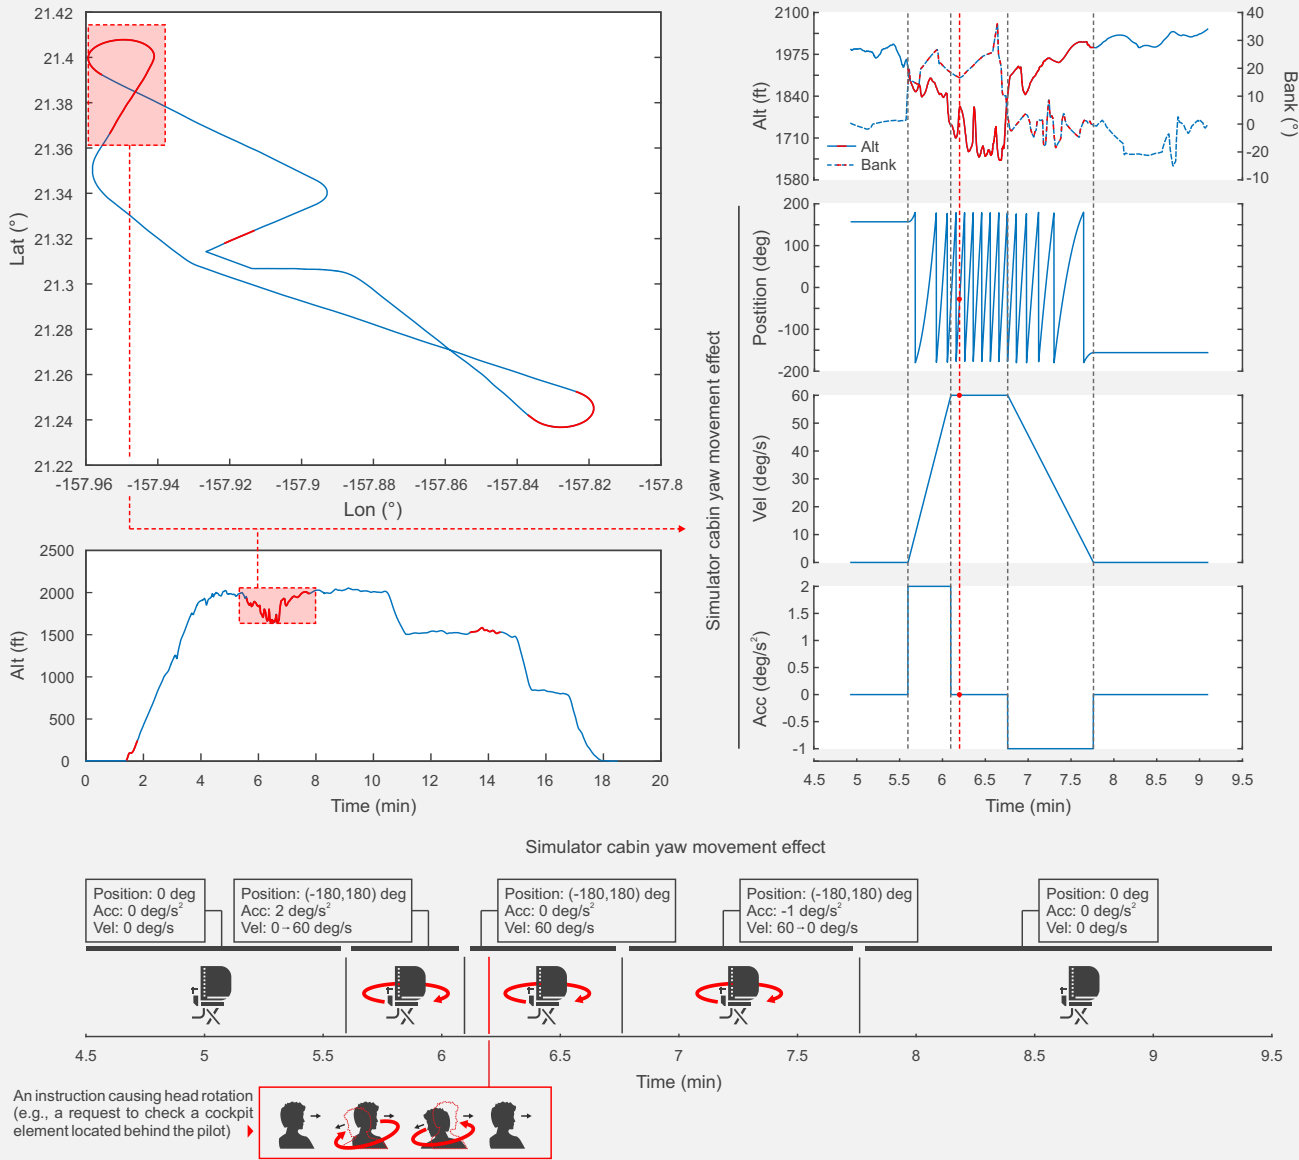 21.42
21.4
21.38
21.36
21.34
21.32
21.3
21.28
21.26
21.24
21.22
Lat (°)
-157.96
-157.94
-157.92
-157.9
-157.88
-157.86
-157.84
-157.82
-157.8
Lon (°)
2500
2000
1500
1000
500
0
Alt (ft)
0
2
4
6
8
10
12
14
16
18
20
Time (min)
2100
1975
1840
1710
1580
Alt (ft)
40
30
20
10
0
-20
-10
Bank (°)
Alt
Bank
Simulator cabin yaw movement effect
200
100
0
-100
-200
Postition (deg)
60
50
40
30
20
10
0
Vel (deg/s)
2
1.5
1
0.5
0
-0.5
-1
Acc (deg/s²)
4.5
5
5.5
6
6.5
7
7.5
8
8.5
9
9.5
Time (min)
Simulator cabin yaw movement effect
Position: 0 deg
Acc: 0 deg/s²
Vel: 0 deg/s
Position: (-180,180) deg
Acc: 2 deg/s²
Vel: 0→60 deg/s
Position: (-180,180) deg
Acc: 0 deg/s²
Vel: 60 deg/s
Position: (-180,180) deg
Acc: -1 deg/s²
Vel: 60→0 deg/s
Position: 0 deg
Acc: 0 deg/s²
Vel: 0 deg/s
4.5
5
5.5
6
6.5
7
7.5
8
8.5
9
9.5
Time (min)
An instruction causing head rotation
(e.g., a request to check a cockpit
element located behind the pilot)